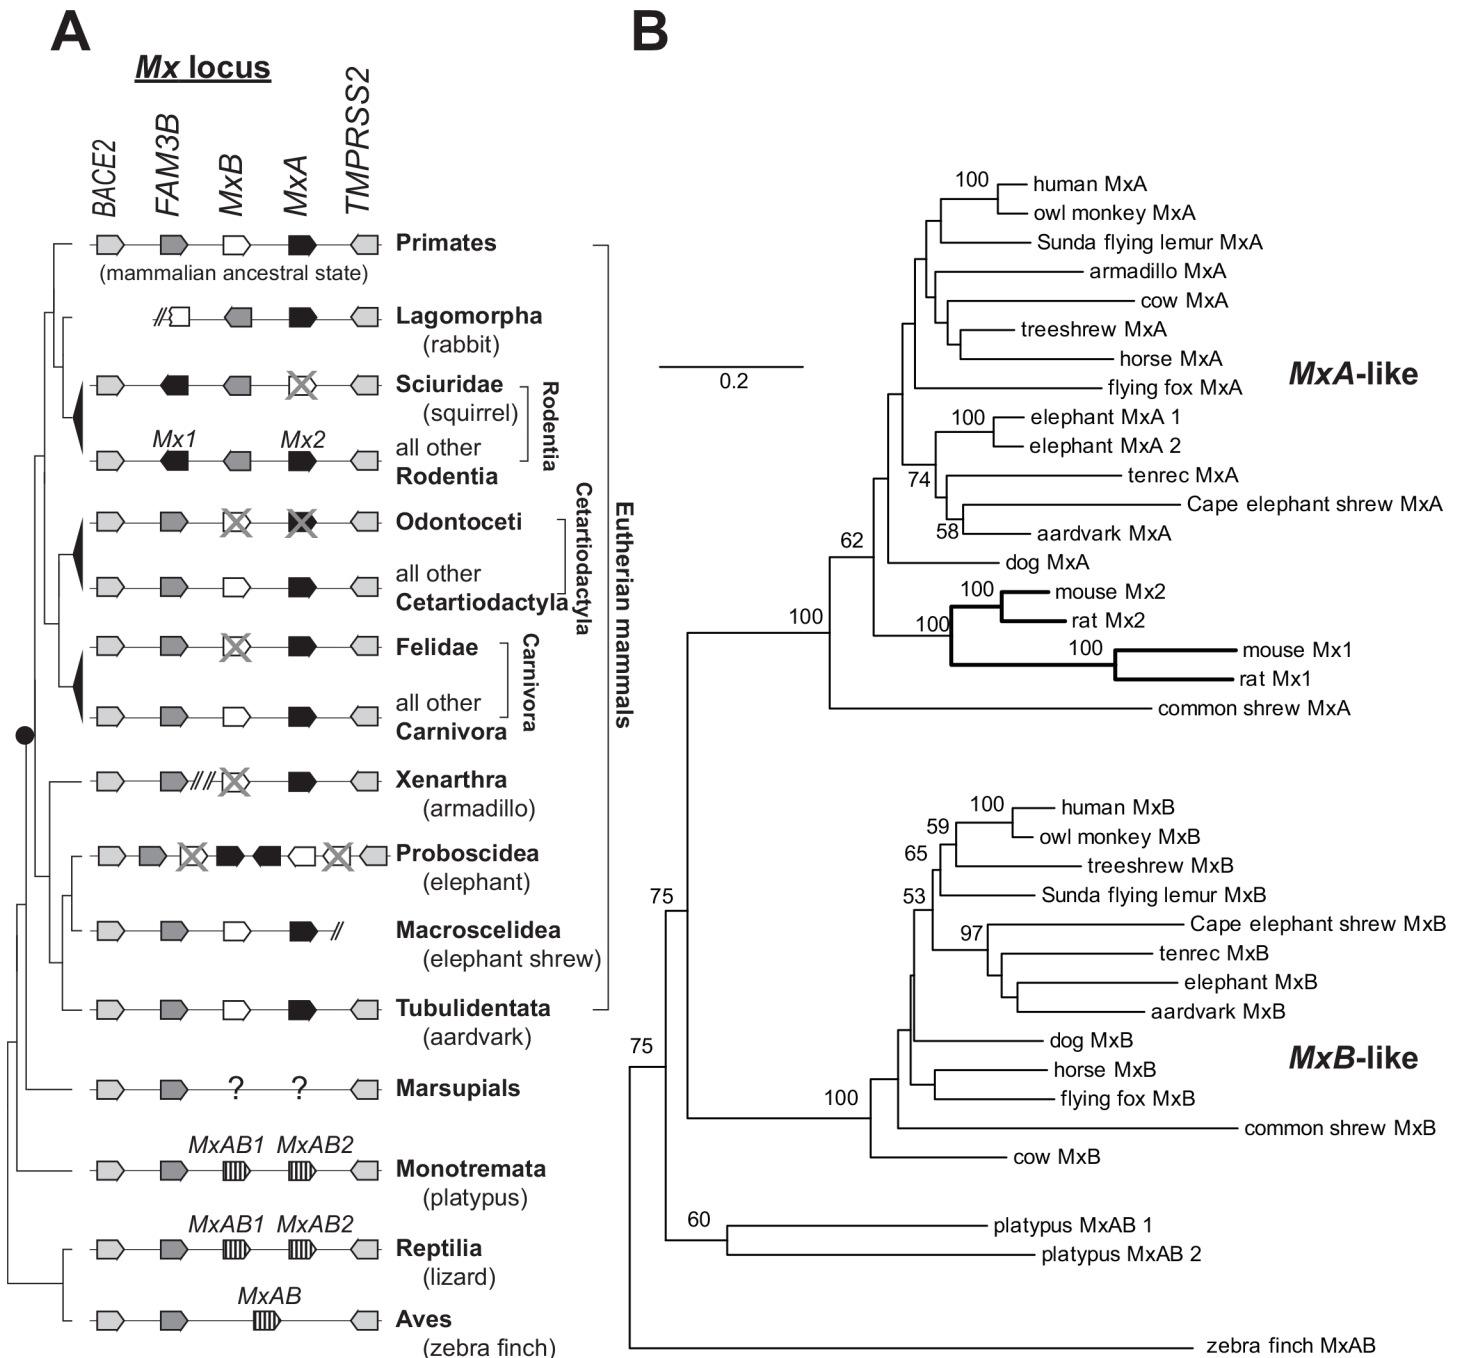 A
Mx locus
BACE2
FAM3B
MxB
MxA
TMPRSS2
Primates
(mammalian ancestral state)
Lagomorpha
(rabbit)
Sciuridae
(squirrel)
Mx1
Mx2
all other
Rodentia
Rodentia
Odontoceti
all other
Cetartiodactyla
Cetartiodactyla
Felidae
all other
Carnivora
Carnivora
Eutherian mammals
Xenarthra
(armadillo)
Proboscidea
(elephant)
Macroscelidea
(elephant shrew)
Tubulidentata
(aardvark)
? ?
Marsupials
MxAB1 MxAB2
Monotremata
(platypus)
MxAB1 MxAB2
Reptilia
(lizard)
MxAB
Aves
(zebra finch)
B
0.2
100
human MxA
owl monkey MxA
Sunda flying lemur MxA
armadillo MxA
cow MxA
treeshrew MxA
horse MxA
flying fox MxA
MxA-like
100
elephant MxA 1
elephant MxA 2
74
tenrec MxA
Cape elephant shrew MxA
58
aardvark MxA
62
dog MxA
100
mouse Mx2
rat Mx2
100
100
100
mouse Mx1
rat Mx1
common shrew MxA
100
human MxB
59
owl monkey MxB
65
treeshrew MxB
53
Sunda flying lemur MxB
75
97
Cape elephant shrew MxB
tenrec MxB
elephant MxB
aardvark MxB
75
dog MxB
MxB-like
horse MxB
100
flying fox MxB
common shrew MxB
cow MxB
60
platypus MxAB 1
platypus MxAB 2
zebra finch MxAB